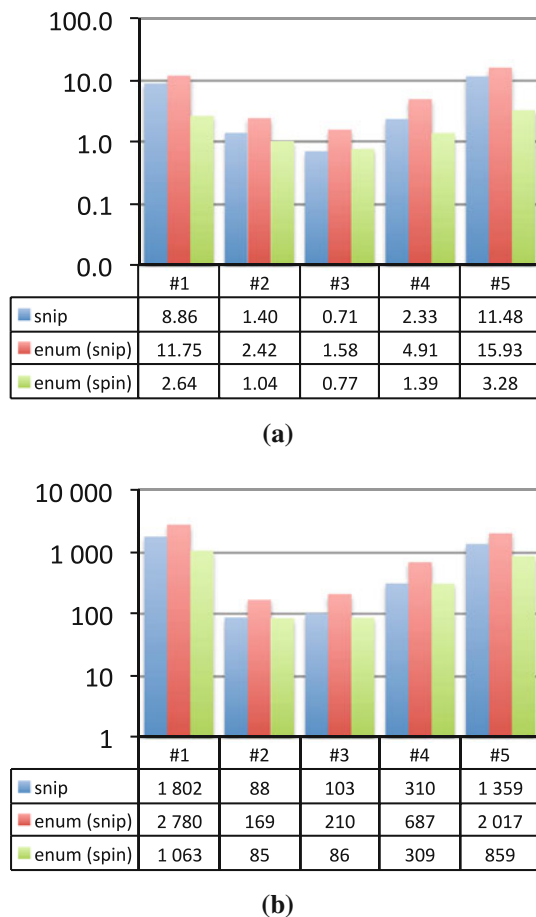 100.0
10.0
1.0
0.1
0.0
#1 #2 #3 #4 #5
snip 8.86 1.40 0.71 2.33 11.48
enum (snip) 11.75 2.42 1.58 4.91 15.93
enum (spin) 2.64 1.04 0.77 1.39 3.28
(a)
10 000
1 000
100
10
1
#1 #2 #3 #4 #5
snip 1 802 88 103 310 1 359
enum (snip) 2 780 169 210 687 2 017
enum (spin) 1 063 85 86 309 859
(b)